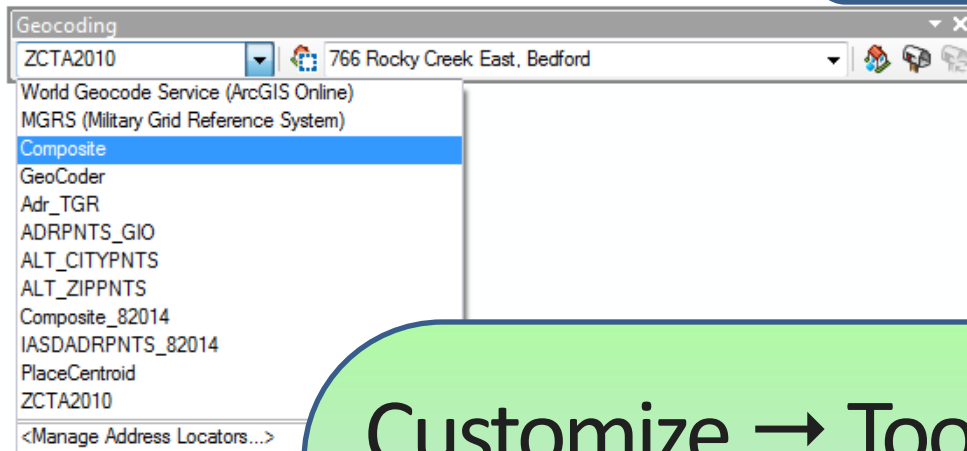 Geocoding
ZCTA2010 766 Rocky Creek East, Bedford
World Geocode Service (ArcGIS Online)
MGRS (Military Grid Reference System)
Composite
GeoCoder
Adr_TGR
ADRPNTS_GIO
ALT_CITYPNTS
ALT_ZIPPNTS
Composite_82014
IASDADRPNTS_82014
PlaceCentroid
ZCTA2010
<Manage Address Locators...>
Customize → Too